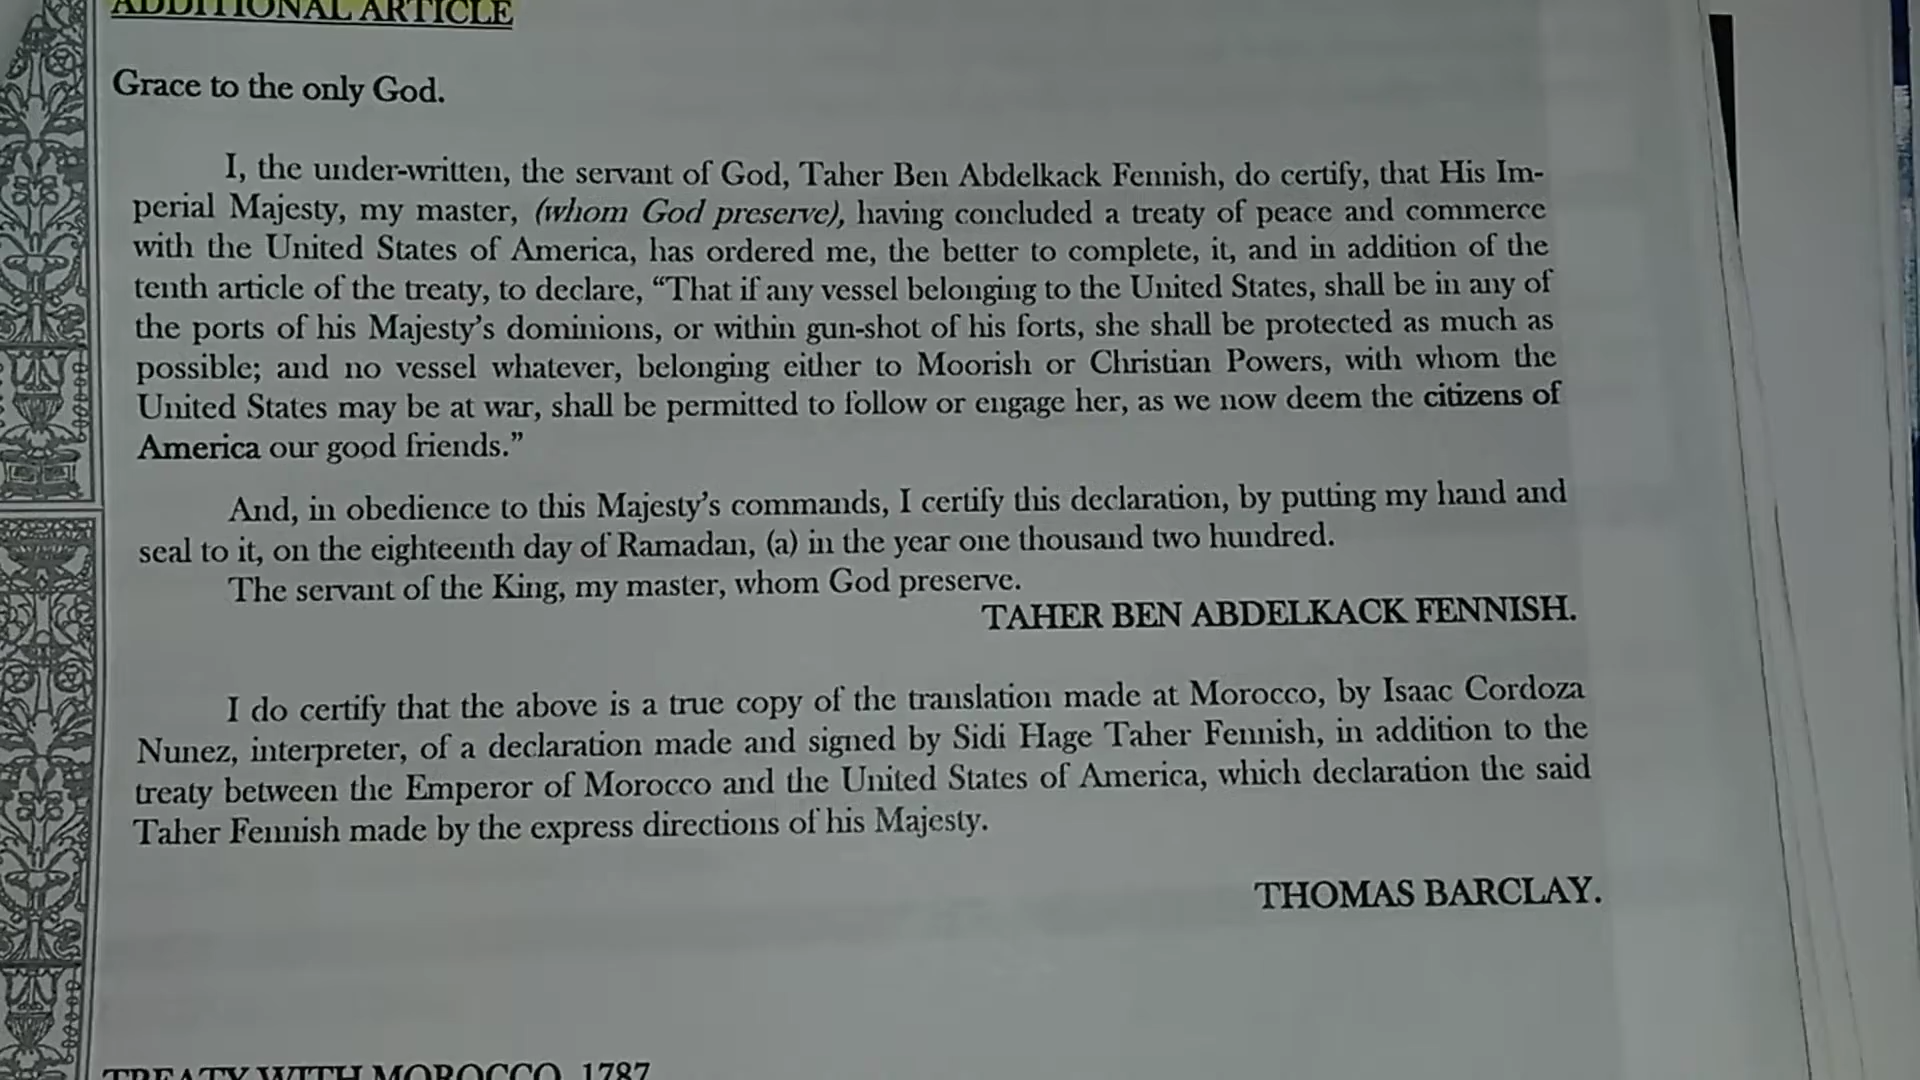 ADDITIONAL ARTICLE
Grace to the only God.
I, the under-written, the servant of God, Taher Ben Abdelkack Fennish, do certify, that His Im-
perial Majesty, my master, (whom God preserve), having concluded a treaty of peace and commerce
with the United States of America, has ordered me, the better to complete, it, and in addition of the
tenth article of the treaty, to declare, “That if any vessel belonging to the United States, shall be in any of
the ports of his Majesty’s dominions, or within gun-shot of his forts, she shall be protected as much as
possible; and no vessel whatever, belonging either to Moorish or Christian Powers, with whom the
United States may be at war, shall be permitted to follow or engage her, as we now deem the citizens of
America our good friends.”
And, in obedience to this Majesty’s commands, I certify this declaration, by putting my hand and
seal to it, on the eighteenth day of Ramadan, (a) in the year one thousand two hundred.
The servant of the King, my master, whom God preserve.
TAHER BEN ABDELKACK FENNISH.
I do certify that the above is a true copy of the translation made at Morocco, by Isaac Cordoza
Nunez, interpreter, of a declaration made and signed by Sidi Hage Taher Fennish, in addition to the
treaty between the Emperor of Morocco and the United States of America, which declaration the said
Taher Fennish made by the express directions of his Majesty.
THOMAS BARCLAY.
TREATY WITH MOROCCO, 1787